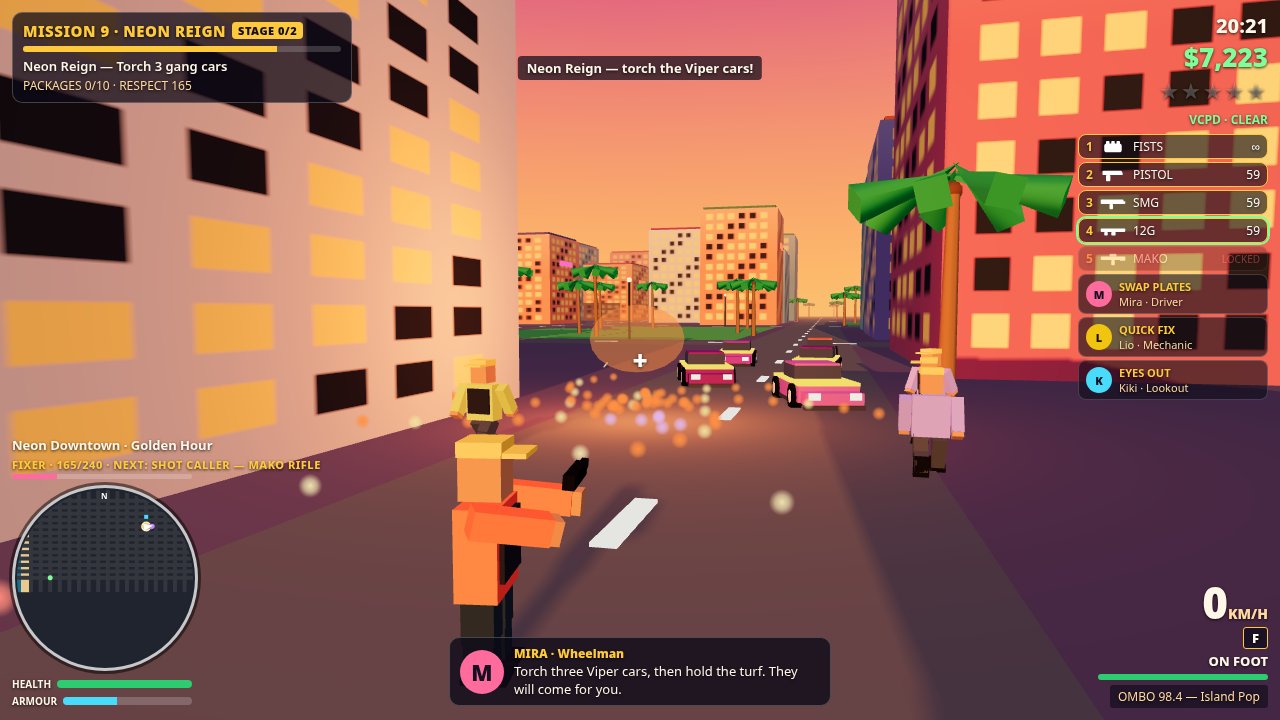 MISSION 9 · NEON REIGN STAGE 0/2
Neon Reign — Torch 3 gang cars
PACKAGES 0/10 · RESPECT 165
Neon Reign — torch the Viper cars!
20:21
$7,223
VCPD · CLEAR
1 FISTS ∞
2 PISTOL 59
3 SMG 59
4 12G 59
5 MAKO LOCKED
M SWAP PLATES
Mira · Driver
L QUICK FIX
Lio · Mechanic
K EYES OUT
Kiki · Lookout
Neon Downtown · Golden Hour
FIXER · 165/240 · NEXT: SHOT CALLER — MAKO RIFLE
N
HEALTH
ARMOUR
M
MIRA · Wheelman
Torch three Viper cars, then hold the turf. They
will come for you.
0 KM/H
F
ON FOOT
OMBO 98.4 — Island Pop